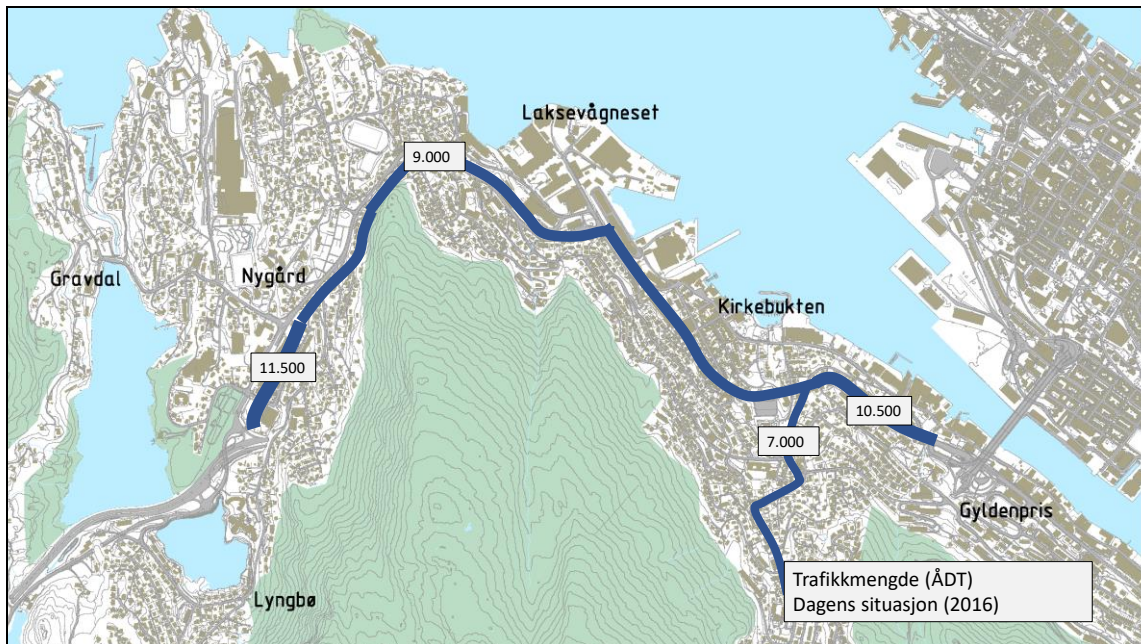 Laksevågneset
9.000
Gravdal
Nygård
Kirkebukten
11.500
10.500
7.000
Gyldenpris
Lyngbø
Trafikkmengde (ÅDT)
Dagens situasjon (2016)